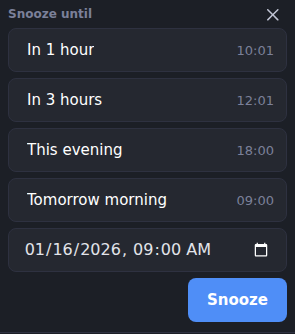 Snooze until
In 1 hour 10:01
In 3 hours 12:01
This evening 18:00
Tomorrow morning 09:00
01/16/2026, 09:00 AM
Snooze